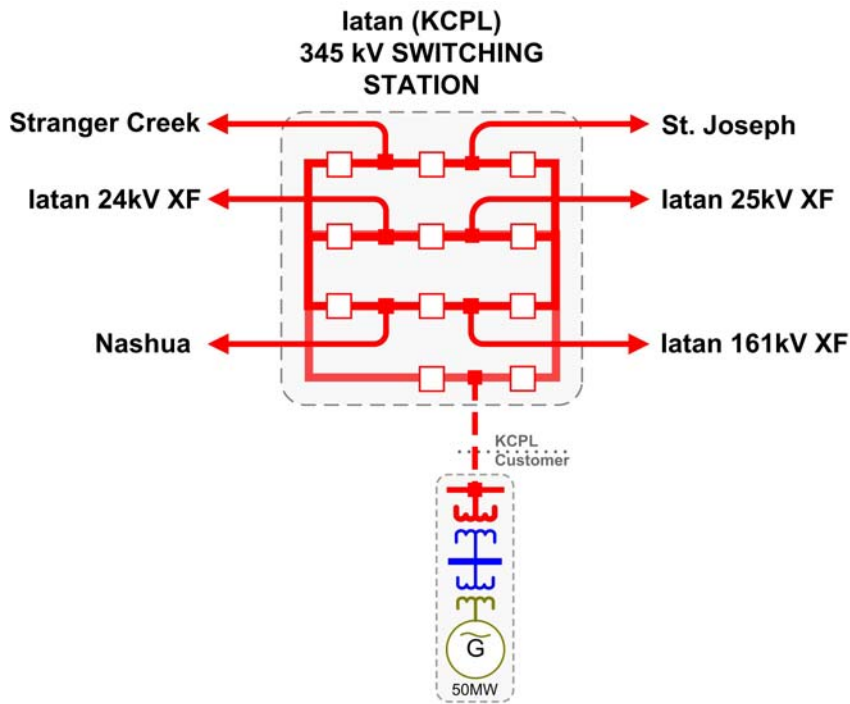 Iatan (KCPL)
345 kV SWITCHING
STATION
Stranger Creek
St. Joseph
Iatan 24kV XF
Iatan 25kV XF
Nashua
Iatan 161kV XF
KCPL
Customer
G
50MW